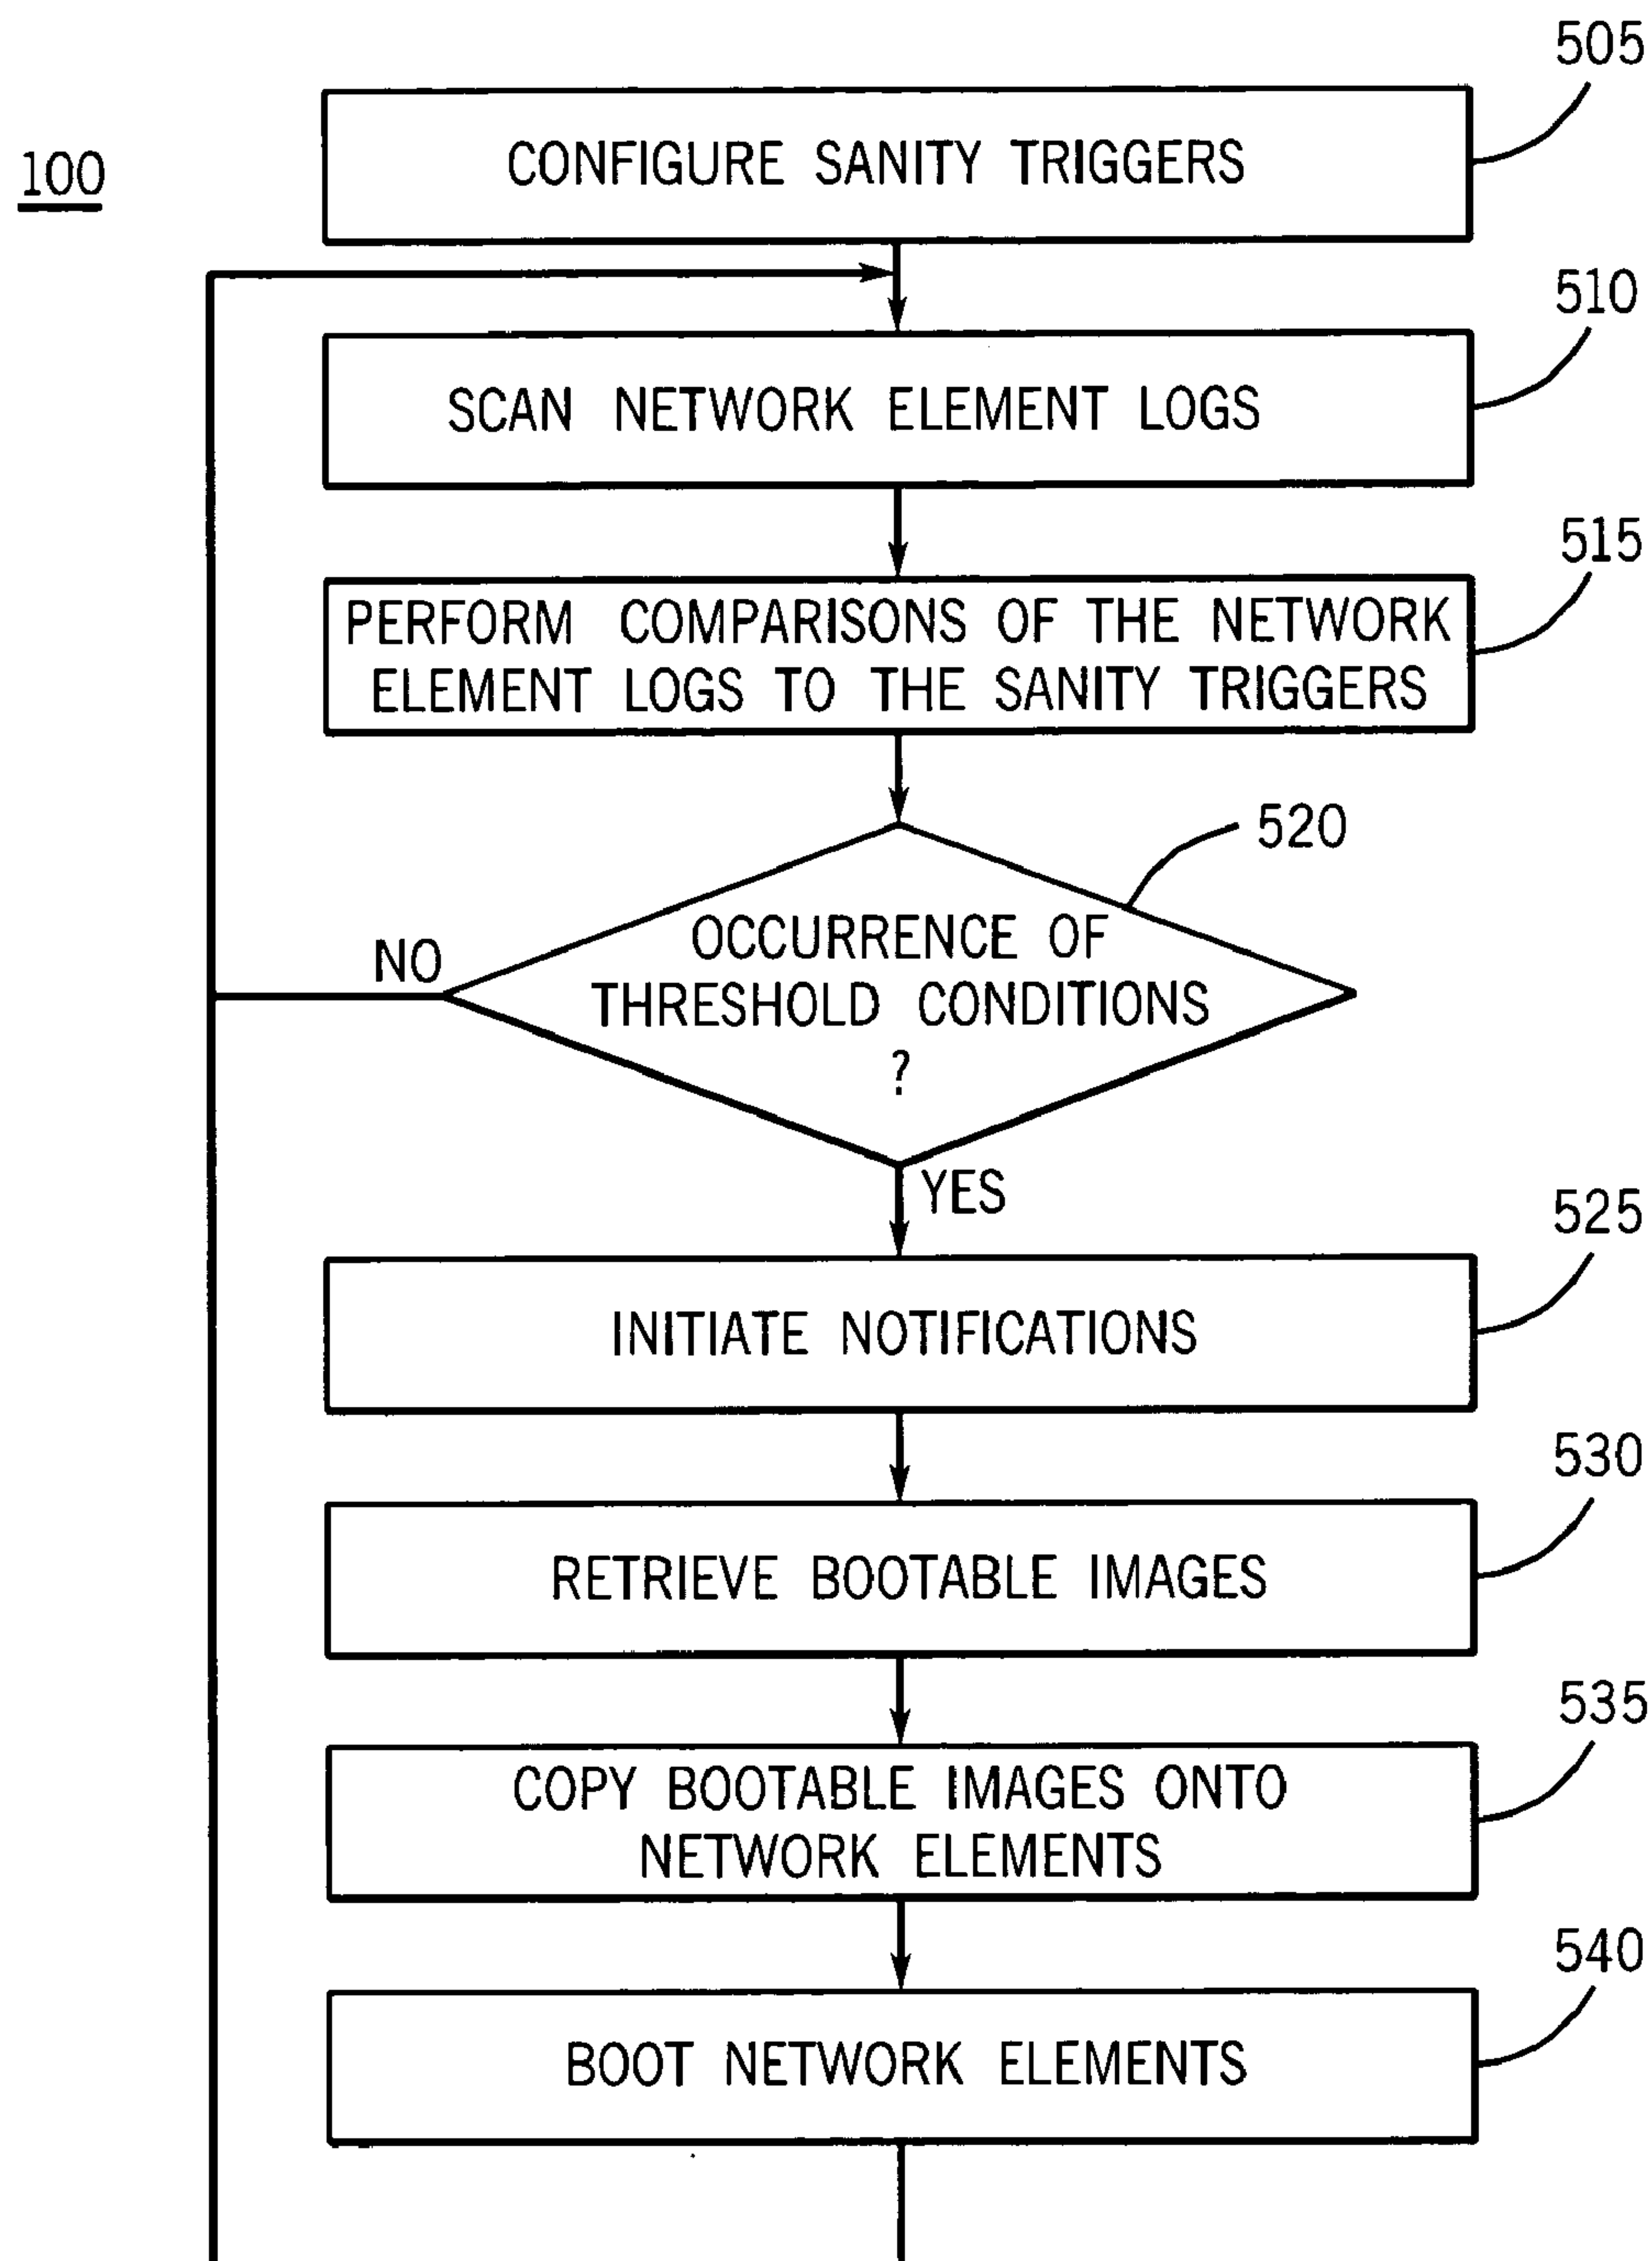 505
100
CONFIGURE SANITY TRIGGERS
510
SCAN NETWORK ELEMENT LOGS
515
PERFORM COMPARISONS OF THE NETWORK
ELEMENT LOGS TO THE SANITY TRIGGERS
520
OCCURRENCE OF
NO
THRESHOLD CONDITIONS
?
YES
525
INITIATE NOTIFICATIONS
530
RETRIEVE BOOTABLE IMAGES
535
COPY BOOTABLE IMAGES ONTO
NETWORK ELEMENTS
540
BOOT NETWORK ELEMENTS